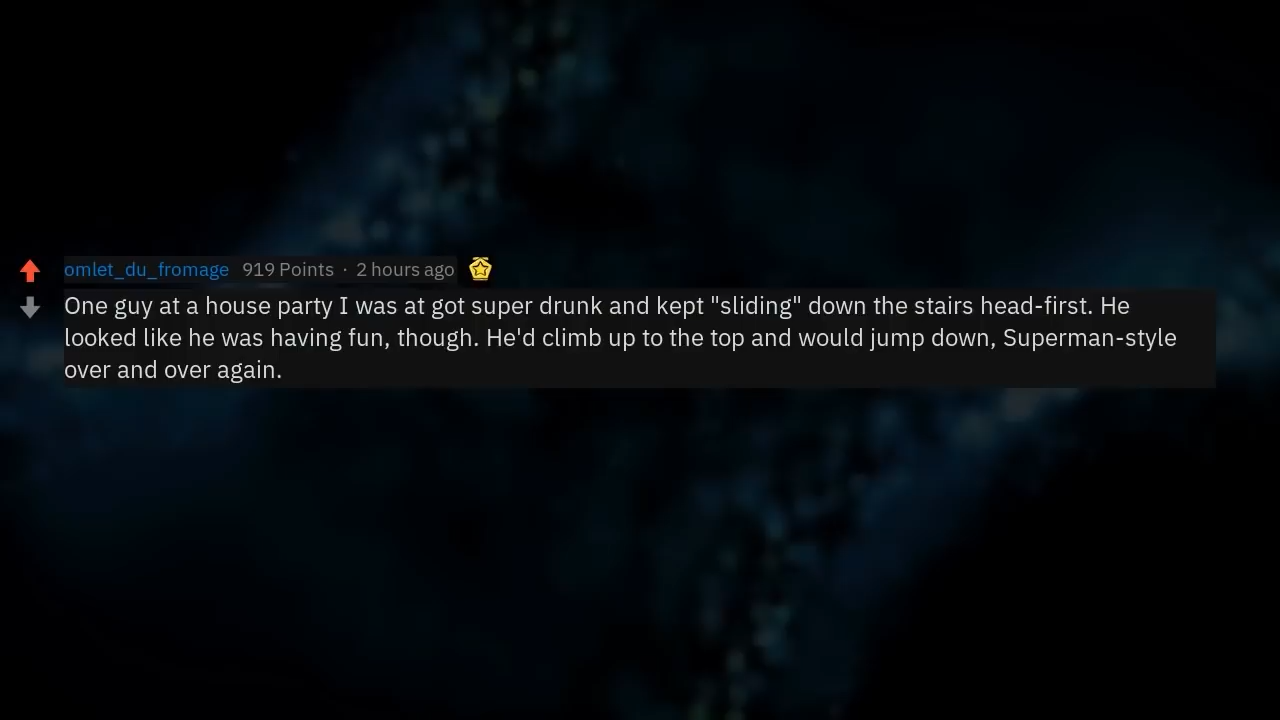 omlet_du_fromage 919 Points · 2 hours ago
One guy at a house party I was at got super drunk and kept "sliding" down the stairs head-first. He
looked like he was having fun, though. He'd climb up to the top and would jump down, Superman-style
over and over again.